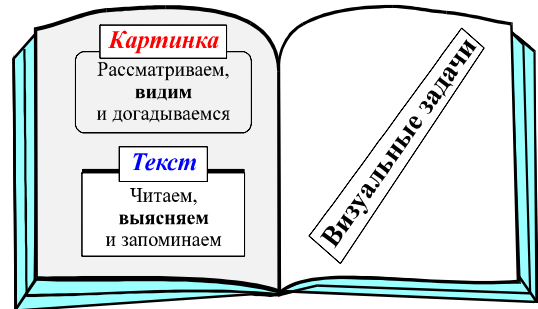 Картинка
Рассматриваем,
видим
и догадываемся
Текст
Читаем,
выясняем
и запоминаем
Визуальные задачи